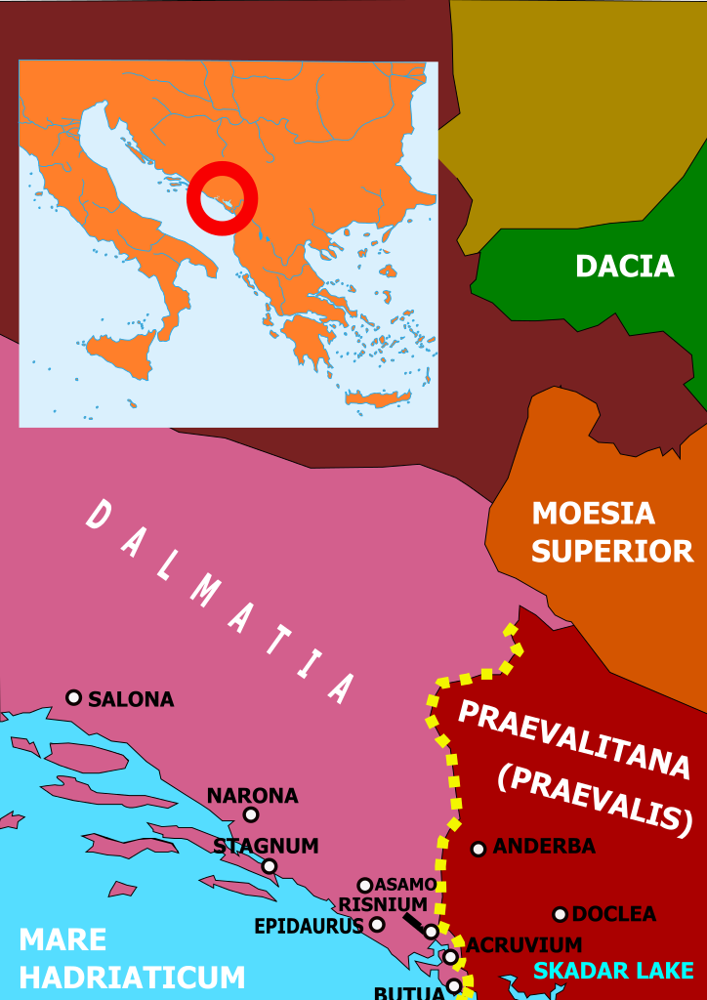 DACIA
MOESIA
SUPERIOR
DALMATIA
SALONA
PRAEVALITANA
(PRAEVALIS)
NARONA
STAGNUM
ANDERBA
ASAMO
RISNIUM
DOCLEA
EPIDAURUS
MARE
HADRIATICUM
ACRUVIUM
SKADAR LAKE
BUTUA